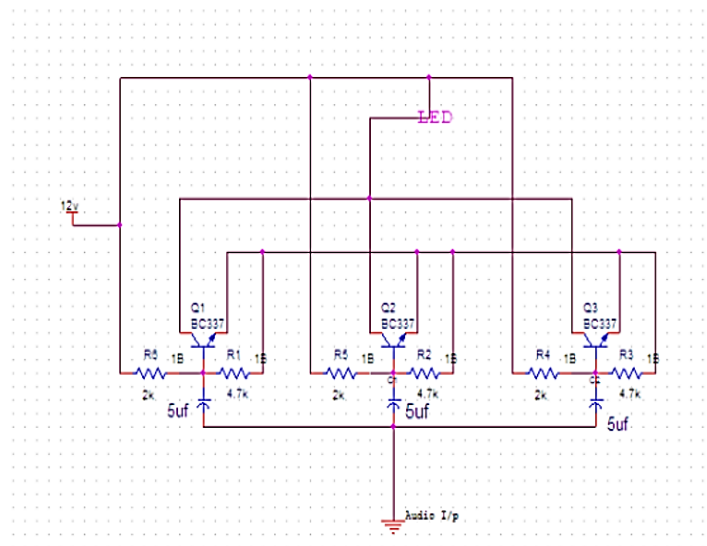 LED
12v
Q1
BC337
Q2
BC337
Q3
BC337
R6 1B R1 1B
R5 1B R2 1B
R4 1B R3 1B
2k 4.7k
2k 4.7k
2k 4.7k
5uf
5uf
5uf
Audio I/p